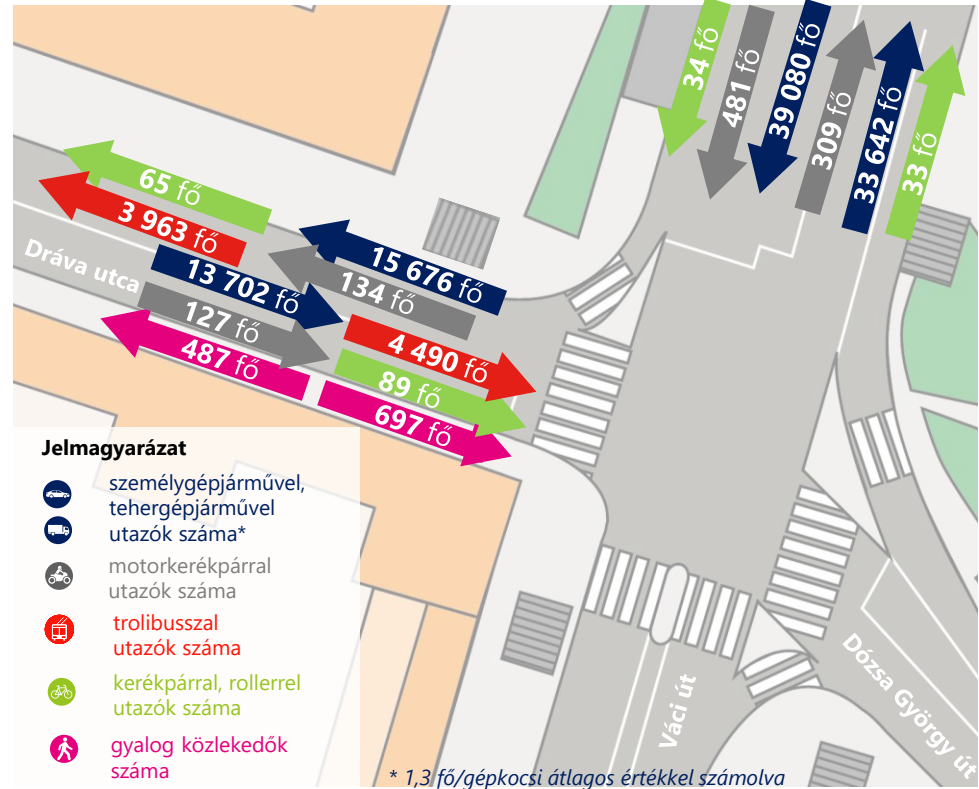 34 fő
481 fő
39 080 fő
309 fő
33 642 fő
33 fő
65 fő
3 963 fő
13 702 fő
127 fő
487 fő
15 676 fő
134 fő
4 490 fő
89 fő
697 fő
Dráva utca
Jelmagyarázat
személygépjárművel,
tehergépjárművel
utazók száma*
motorkerékpárral
utazók száma
trolibusszal
utazók száma
kerékpárral, rollerrel
utazók száma
gyalog közlekedők
száma
Váci út
Dózsa György út
* 1,3 fő/gépkocsi átlagos értékkel számolva